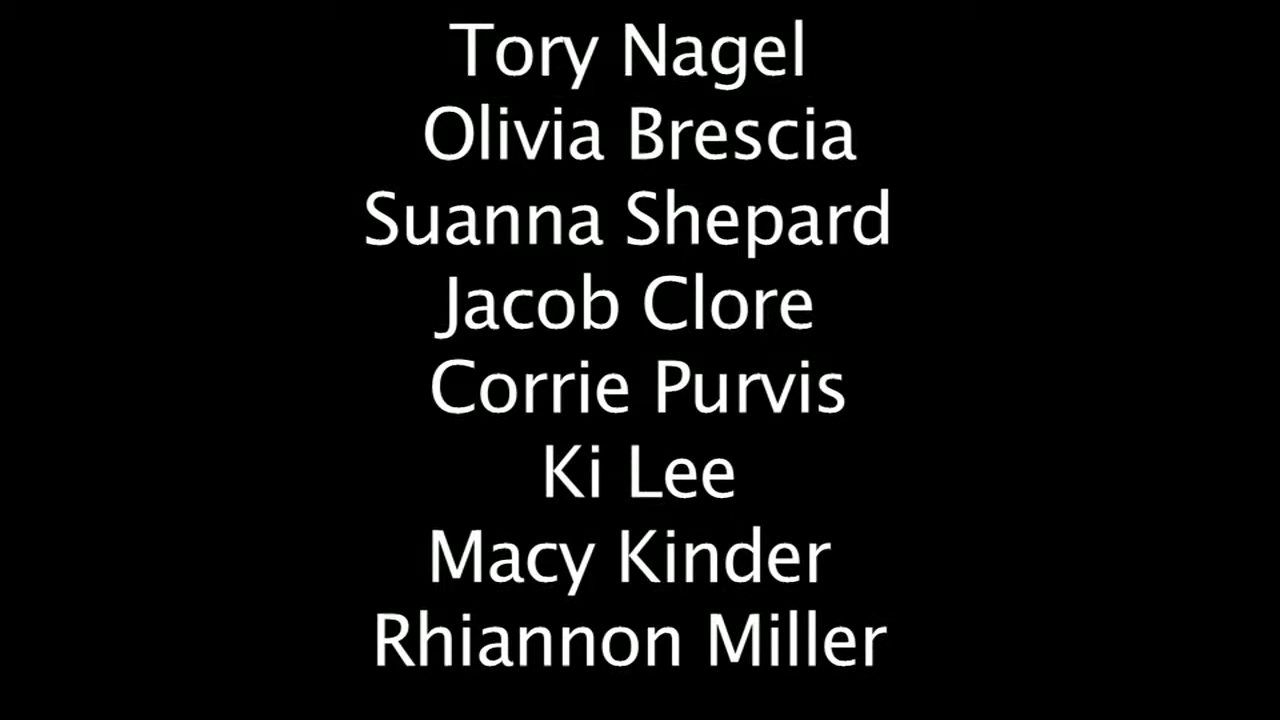 Tory Nagel
Olivia Brescia
Suanna Shepard
Jacob Clore
Corrie Purvis
Ki Lee
Macy Kinder
Rhiannon Miller